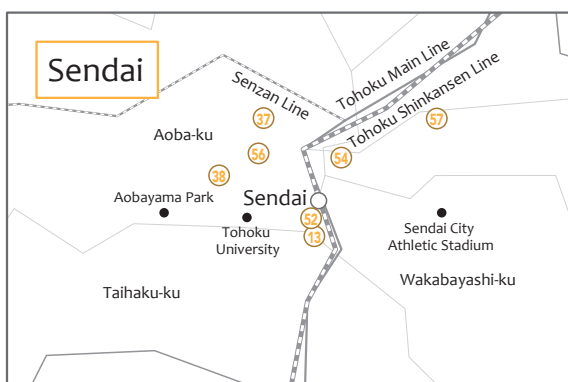 Sendai
Tohoku Main Line
Senzan Line
Tohoku Shinkansen Line
37
57
Aoba-ku
56
54
38
Aobayama Park
Sendai
52
Tohoku
University
13
Sendai City
Athletic Stadium
Wakabayashi-ku
Taihaku-ku